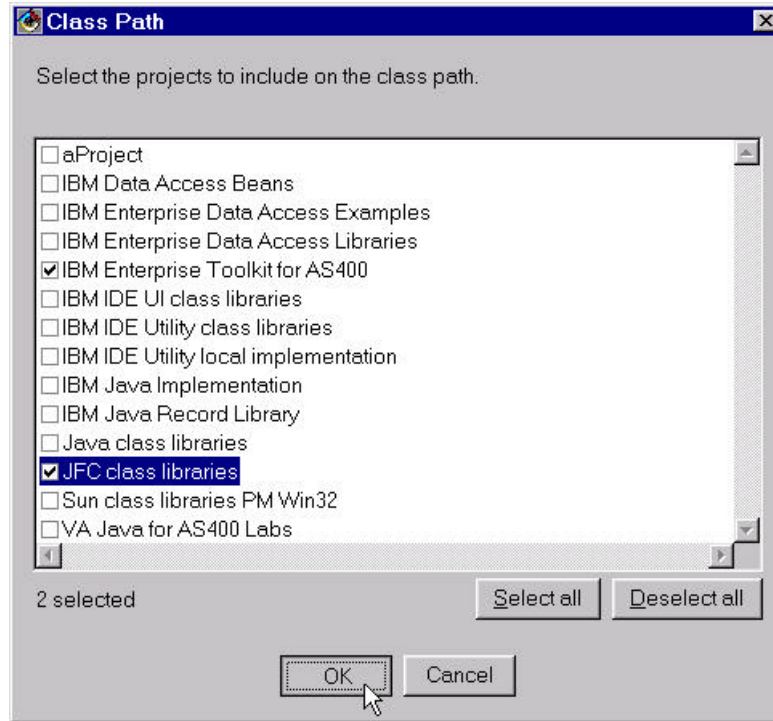 Class Path
Select the projects to include on the class path.
aProject
IBM Data Access Beans
IBM Enterprise Data Access Examples
IBM Enterprise Data Access Libraries
IBM Enterprise Toolkit for AS400
IBM IDE UI class libraries
IBM IDE Utility class libraries
IBM IDE Utility local implementation
IBM Java Implementation
IBM Java Record Library
Java class libraries
JFC class libraries
Sun class libraries PM Win32
VA Java for AS400 Labs
2 selected Select all Deselect all
OK Cancel